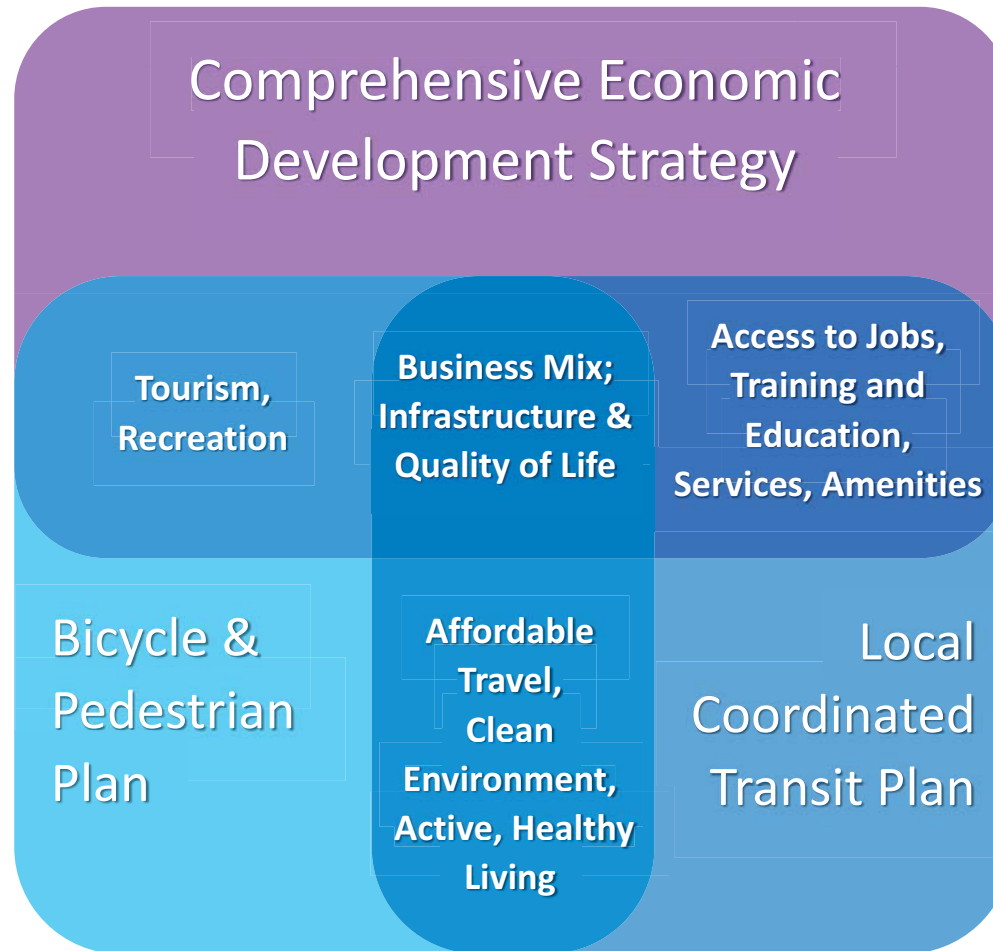 Comprehensive Economic
Development Strategy
Tourism,
Recreation
Business Mix;
Infrastructure &
Quality of Life
Access to Jobs,
Training and
Education,
Services, Amenities
Bicycle &
Pedestrian
Plan
Affordable
Travel,
Clean
Environment,
Active, Healthy
Living
Local
Coordinated
Transit Plan